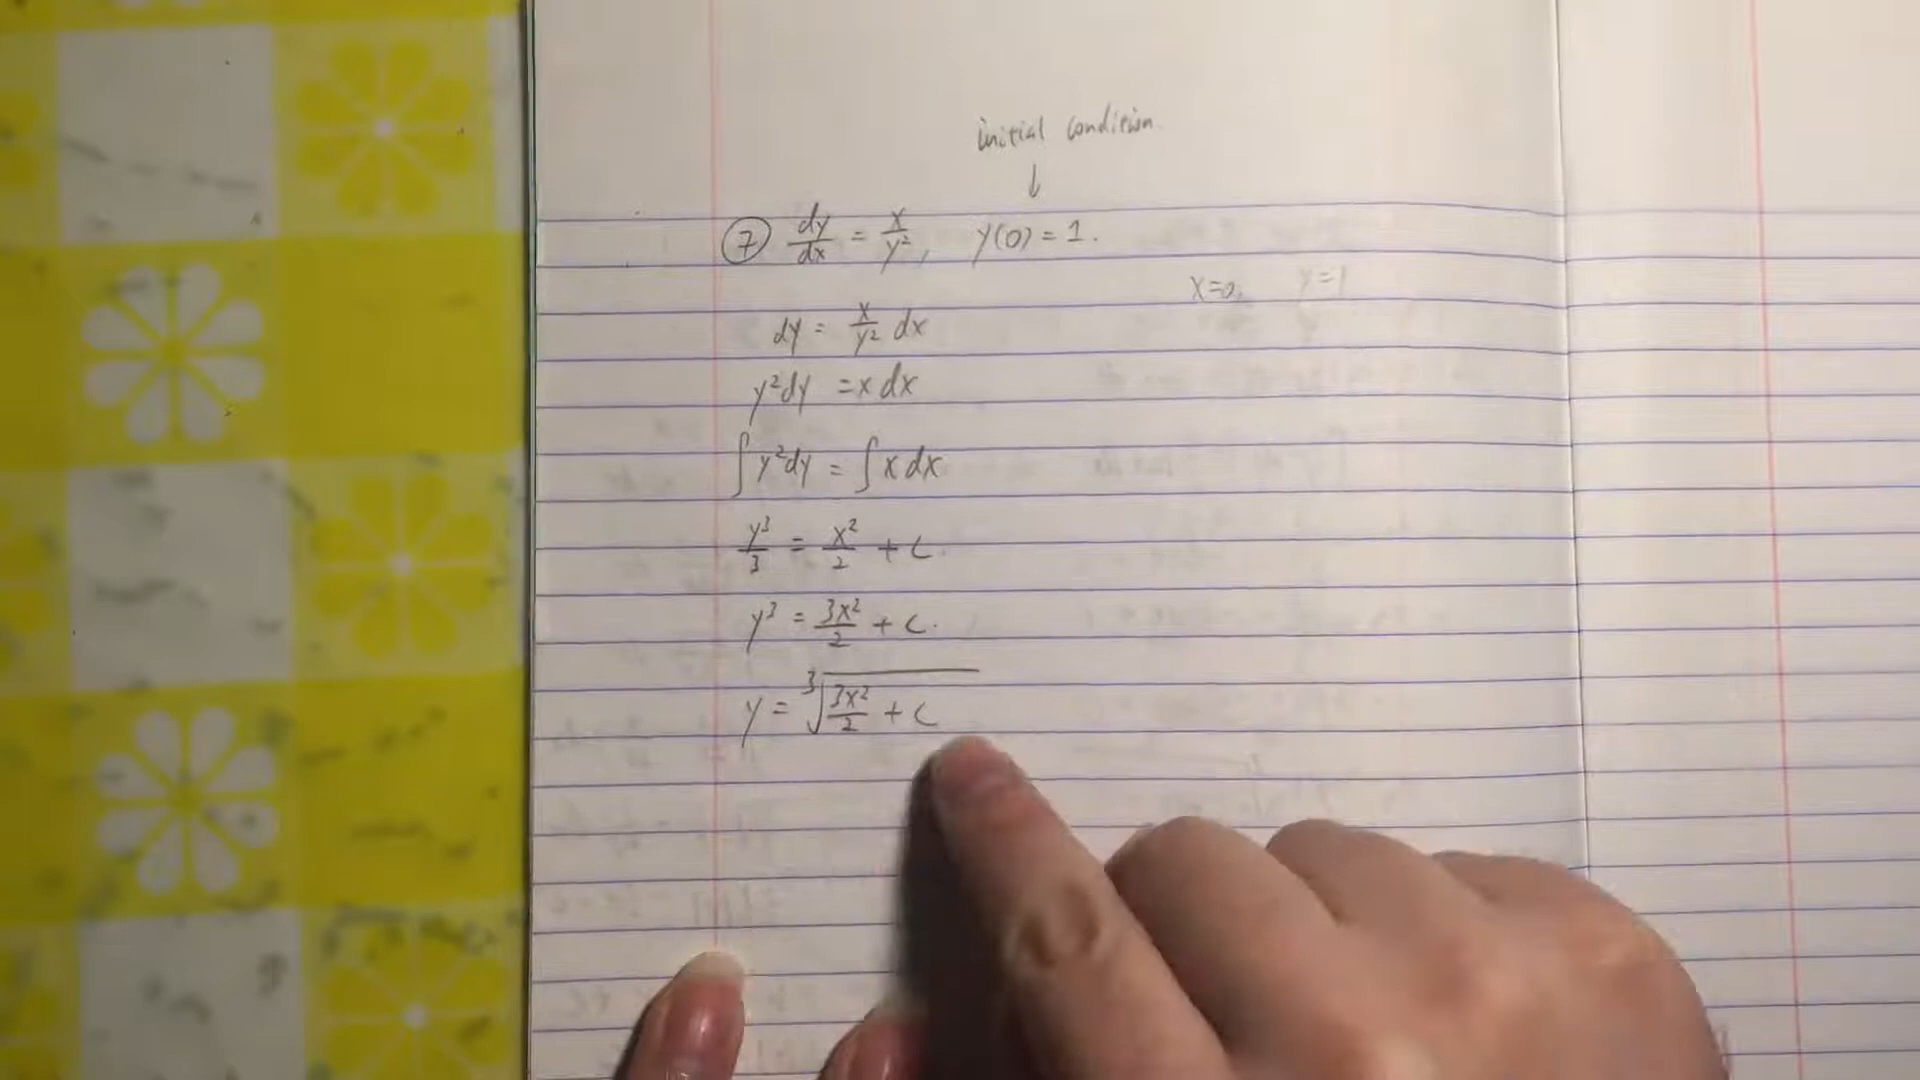 initial condition.
↓
⑦ dy/dx = x/y², y(0) = 1.
x=0, y=1
dy = x/y² dx
y²dy = x dx
∫y²dy = ∫x dx
y³/3 = x²/2 + C.
y³ = 3x²/2 + C.
y = ³√(3x²/2 + C)